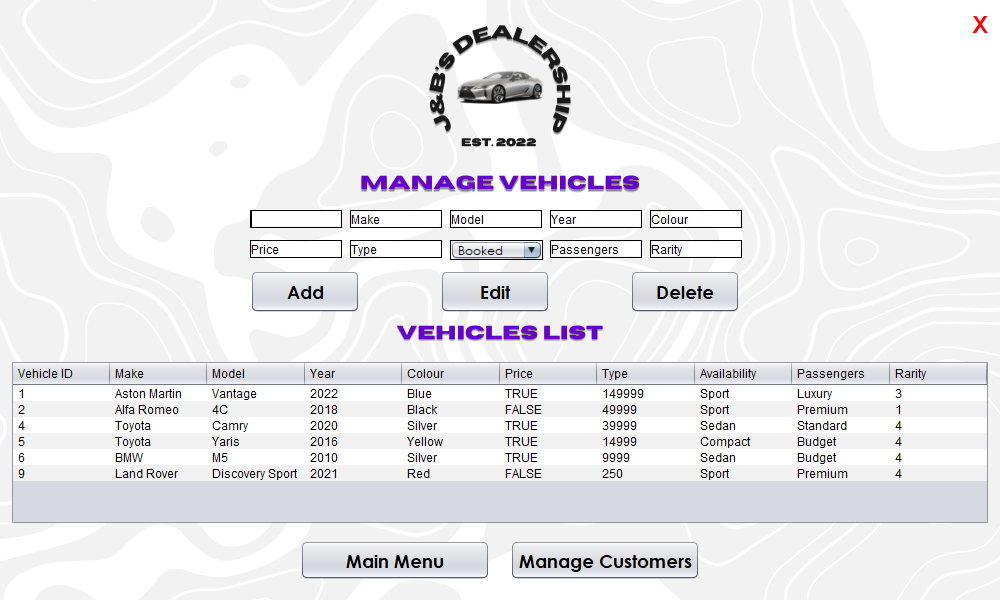 X
J&B'S DEALERSHIP
EST. 2022
MANAGE VEHICLES
Make Model Year Colour
Price Type Booked Passengers Rarity
Add Edit Delete
VEHICLES LIST
Vehicle ID Make Model Year Colour Price Type Availability Passengers Rarity
1 Aston Martin Vantage 2022 Blue TRUE 149999 Sport Luxury 3
2 Alfa Romeo 4C 2018 Black FALSE 49999 Sport Premium 1
4 Toyota Camry 2020 Silver TRUE 39999 Sedan Standard 4
5 Toyota Yaris 2016 Yellow TRUE 14999 Compact Budget 4
6 BMW M5 2010 Silver TRUE 9999 Sedan Budget 4
9 Land Rover Discovery Sport 2021 Red FALSE 250 Sport Premium 4
Main Menu Manage Customers